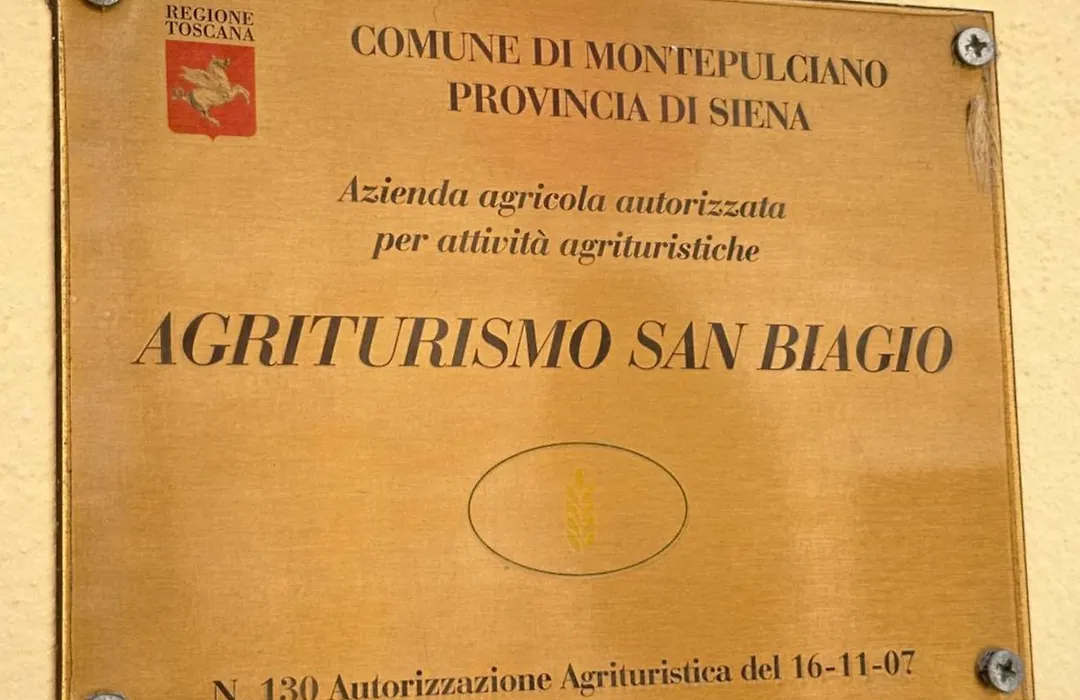 REGIONE
TOSCANA
COMUNE DI MONTEPULCIANO
PROVINCIA DI SIENA
Azienda agricola autorizzata
per attività agrituristiche
AGRITURISMO SAN BIAGIO
N. 130 Autorizzazione Agrituristica del 16-11-07